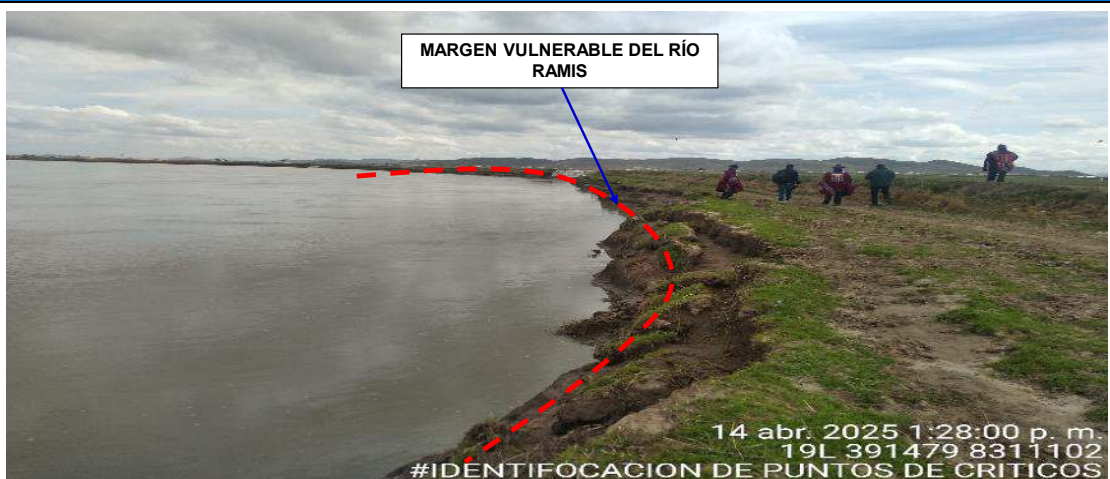 MARGEN VULNERABLE DEL RÍO
RAMIS
14 abr. 2025 1:28:00 p. m.
19L 391479 8311102
#IDENTIFOCACION DE PUNTOS DE CRITICOS